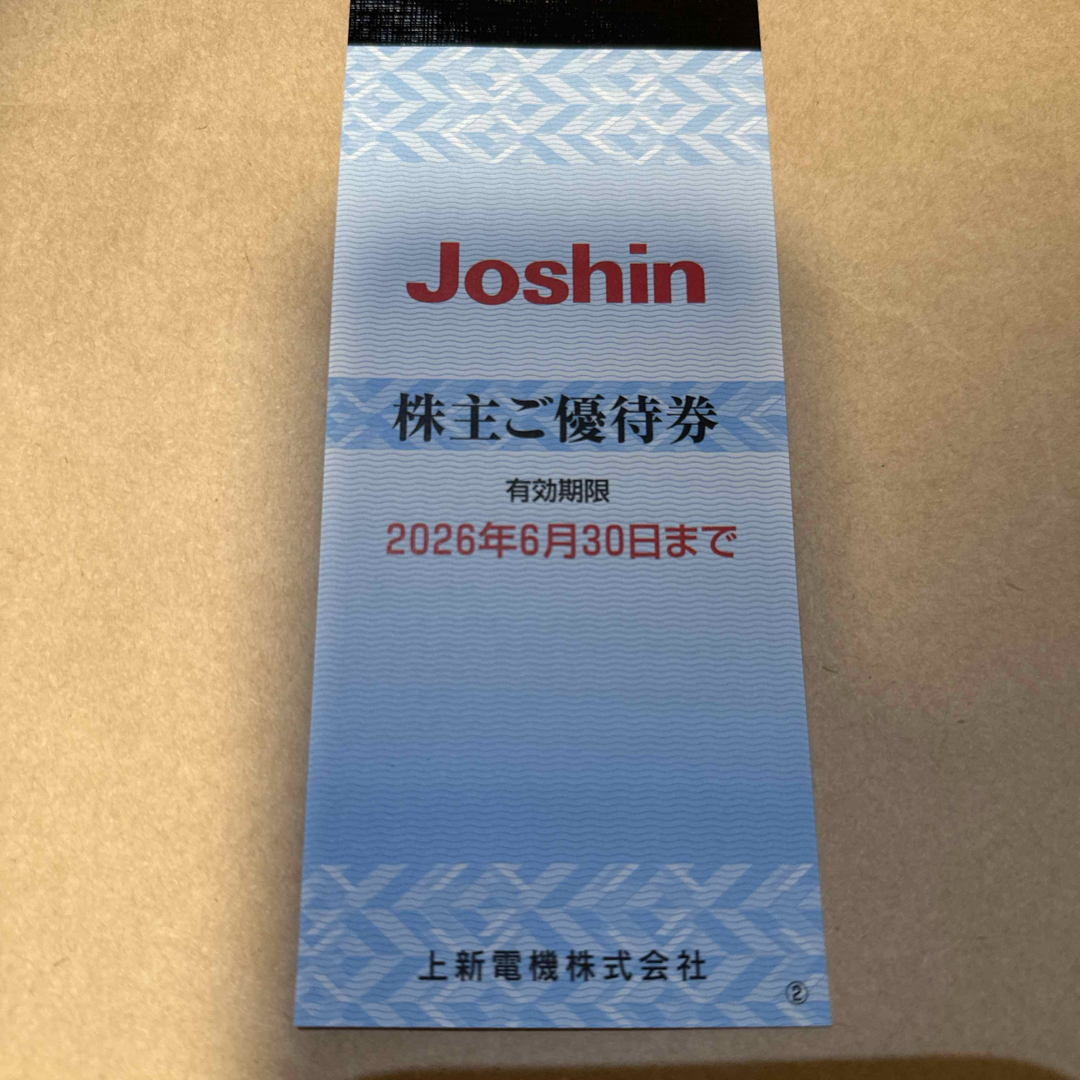 Joshin
株主ご優待券
有効期限
2026年6月30日まで
上新電機株式会社
②